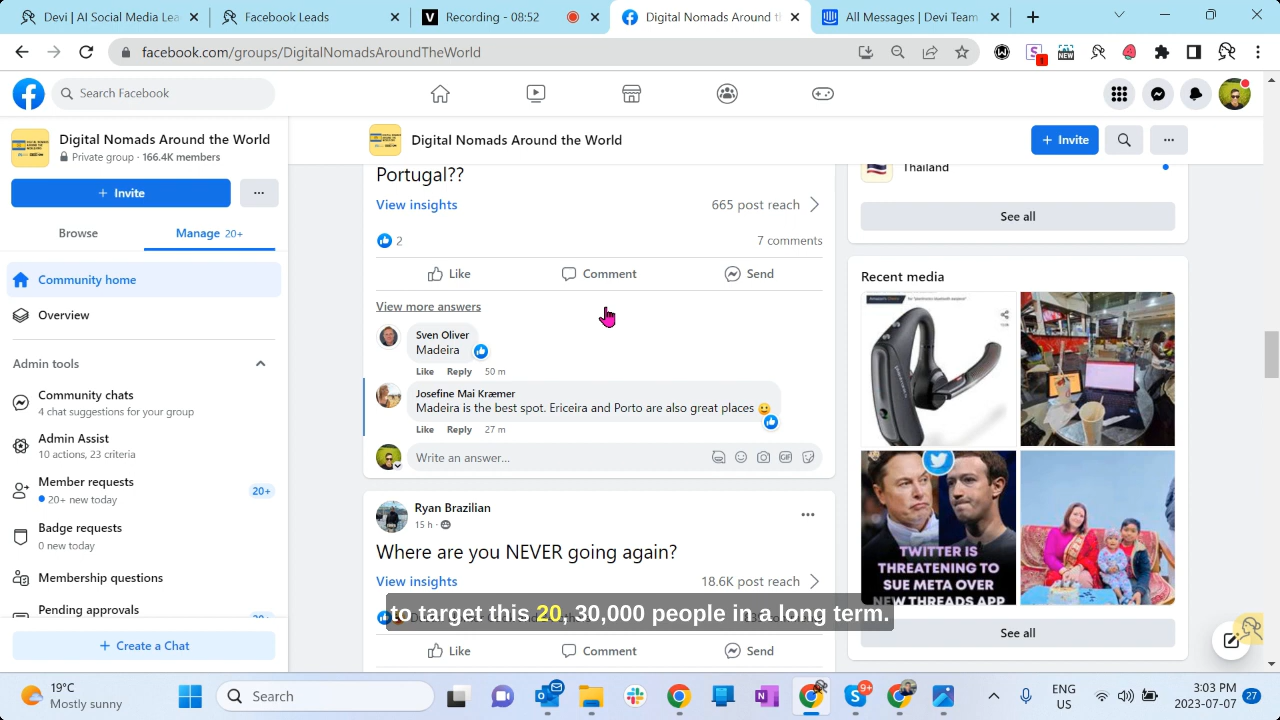 Devi - Social Media Lea
Facebook Leads
Recording - 08:52
Digital Nomads Around t
All Messages | Devi Team
facebook.com/groups/DigitalNomadsAroundTheWorld
NEW
1
Search Facebook
Digital Nomads Around the World
Private group · 166.4K members
+ Invite
...
Browse
Manage 20+
Community home
Overview
Admin tools
Community chats
4 chat suggestions for your group
Admin Assist
10 actions, 23 criteria
Member requests
20+ new today
20+
Badge requests
0 new today
Membership questions
Pending approvals
+ Create a Chat
Digital Nomads Around the World
+ Invite
...
Portugal??
View insights
665 post reach
2
7 comments
Like
Comment
Send
View more answers
Sven Oliver
Madeira
Like Reply 50 m
Josefine Mai Kræmer
Madeira is the best spot. Ericeira and Porto are also great places
Like Reply 27 m
Write an answer...
GIF
Ryan Brazilian
15 h ·
...
Where are you NEVER going again?
View insights
18.6K post reach
to target this 20, 30,000 people in a long term.
Like
Comment
Send
Thailand
See all
Recent media
TWITTER IS
THREATENING TO
SUE META OVER
NEW THREADS APP
See all
19°C
Mostly sunny
Search
9+
ENG
US
3:03 PM
2023-07-07
27